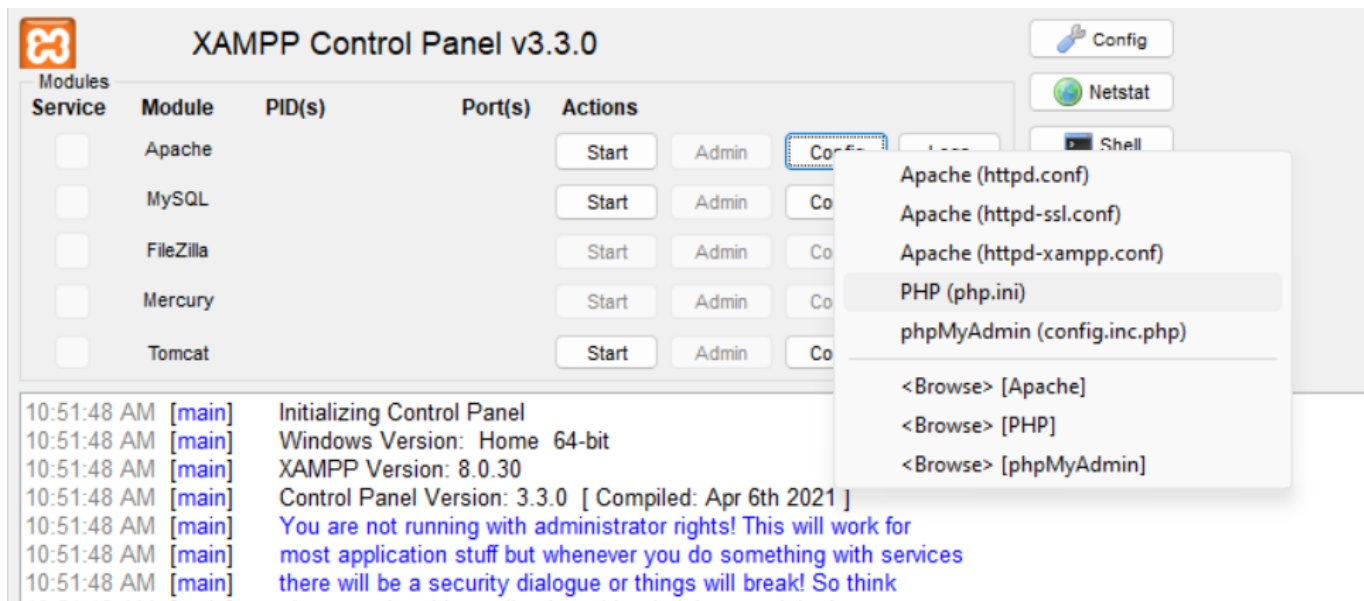 XAMPP Control Panel v3.3.0
Config
Modules
Service Module PID(s) Port(s) Actions
Netstat
Apache Start Admin Config Logs
Shell
MySQL Start Admin
FileZilla Start Admin
Mercury Start Admin
Tomcat Start Admin
Apache (httpd.conf)
Apache (httpd-ssl.conf)
Apache (httpd-xampp.conf)
PHP (php.ini)
phpMyAdmin (config.inc.php)
<Browse> [Apache]
<Browse> [PHP]
<Browse> [phpMyAdmin]
10:51:48 AM [main] Initializing Control Panel
10:51:48 AM [main] Windows Version: Home 64-bit
10:51:48 AM [main] XAMPP Version: 8.0.30
10:51:48 AM [main] Control Panel Version: 3.3.0 [ Compiled: Apr 6th 2021 ]
10:51:48 AM [main] You are not running with administrator rights! This will work for
10:51:48 AM [main] most application stuff but whenever you do something with services
10:51:48 AM [main] there will be a security dialogue or things will break! So think